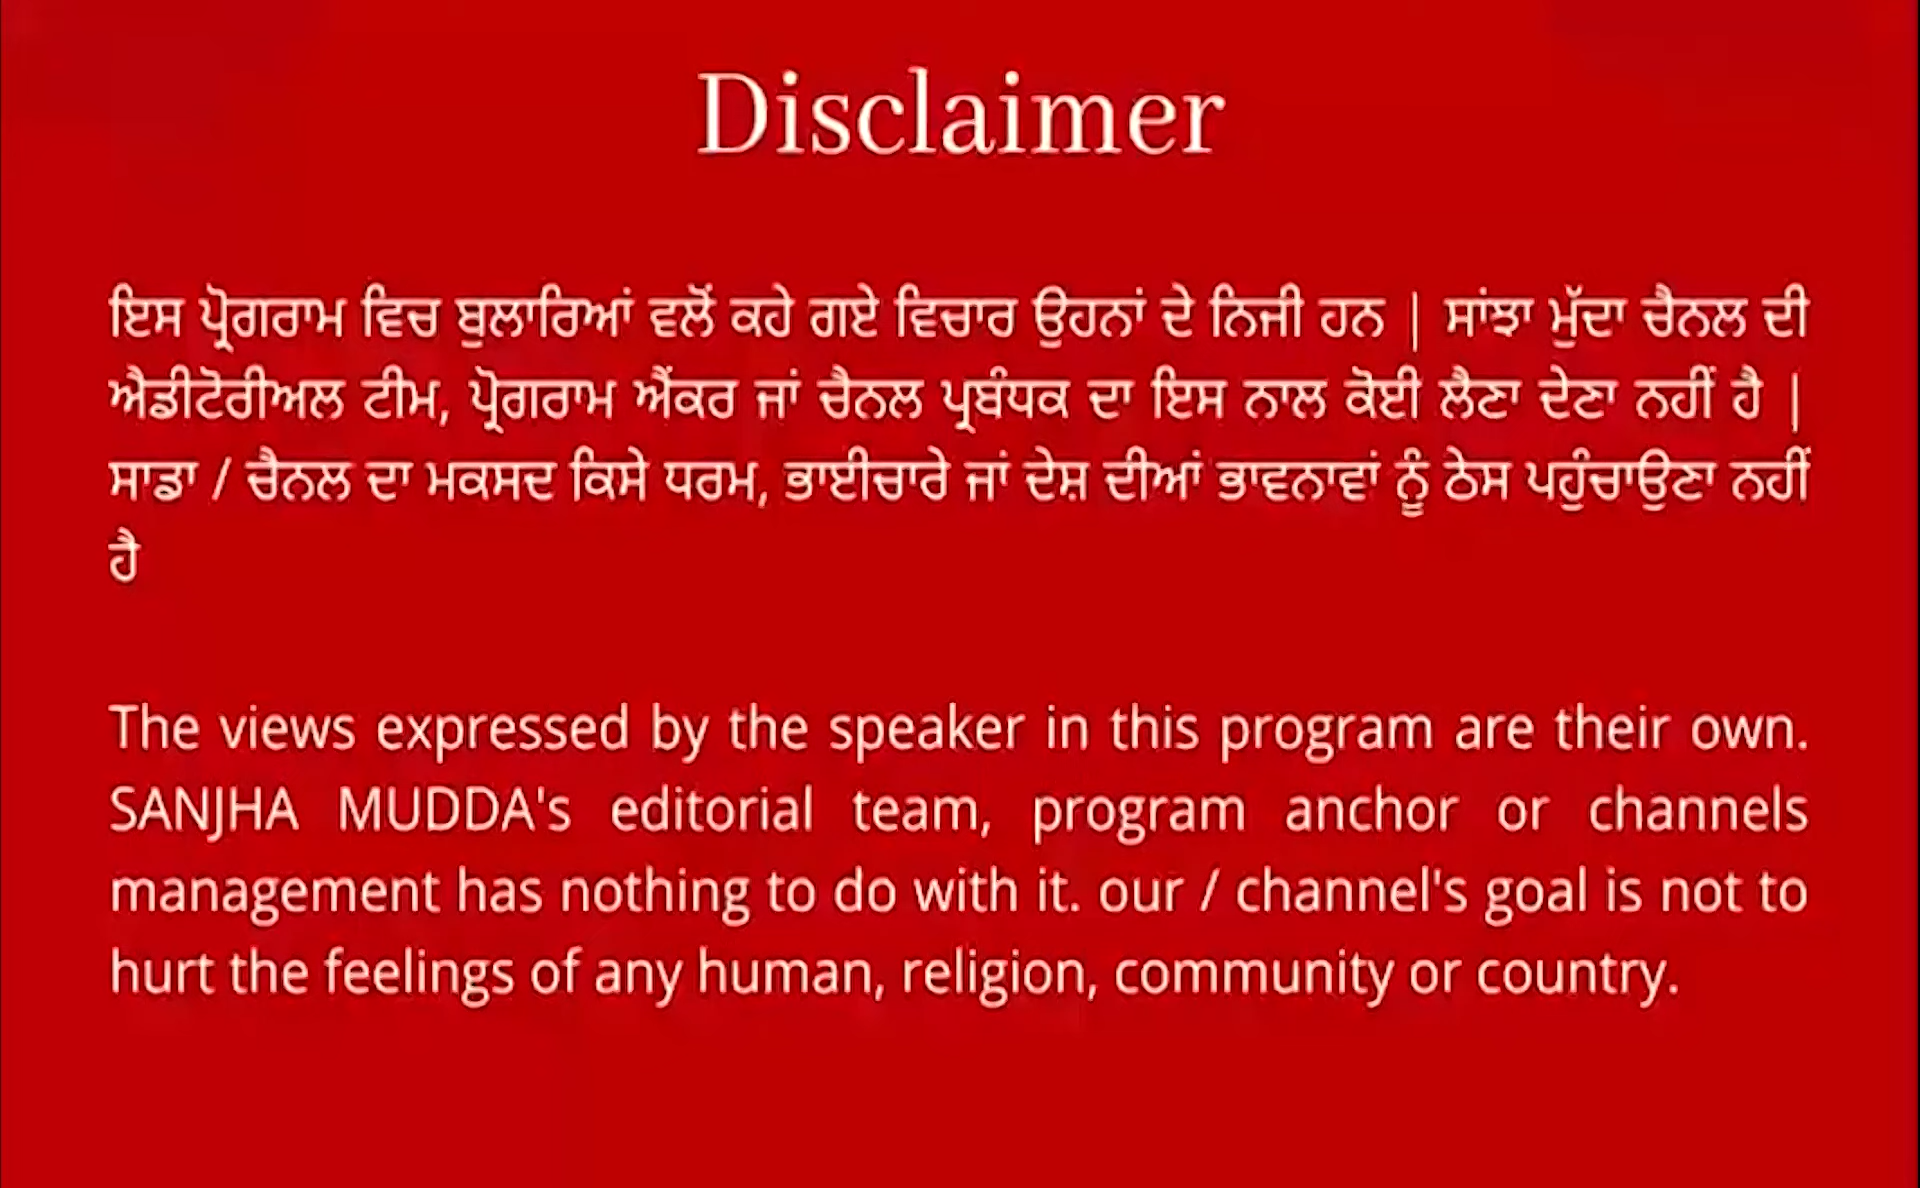 Disclaimer
ਇਸ ਪ੍ਰੋਗਰਾਮ ਵਿਚ ਬੁਲਾਰਿਆਂ ਵਲੋਂ ਕਹੇ ਗਏ ਵਿਚਾਰ ਉਹਨਾਂ ਦੇ ਨਿਜੀ ਹਨ | ਸਾਂਝਾ ਮੁੱਦਾ ਚੈਨਲ ਦੀ
ਐਡੀਟੋਰੀਅਲ ਟੀਮ, ਪ੍ਰੋਗਰਾਮ ਐਂਕਰ ਜਾਂ ਚੈਨਲ ਪ੍ਰਬੰਧਕ ਦਾ ਇਸ ਨਾਲ ਕੋਈ ਲੈਣਾ ਦੇਣਾ ਨਹੀਂ ਹੈ |
ਸਾਡਾ / ਚੈਨਲ ਦਾ ਮਕਸਦ ਕਿਸੇ ਧਰਮ, ਭਾਈਚਾਰੇ ਜਾਂ ਦੇਸ਼ ਦੀਆਂ ਭਾਵਨਾਵਾਂ ਨੂੰ ਠੇਸ ਪਹੁੰਚਾਉਣਾ ਨਹੀਂ
ਹੈ
The views expressed by the speaker in this program are their own.
SANJHA MUDDA's editorial team, program anchor or channels
management has nothing to do with it. our / channel's goal is not to
hurt the feelings of any human, religion, community or country.